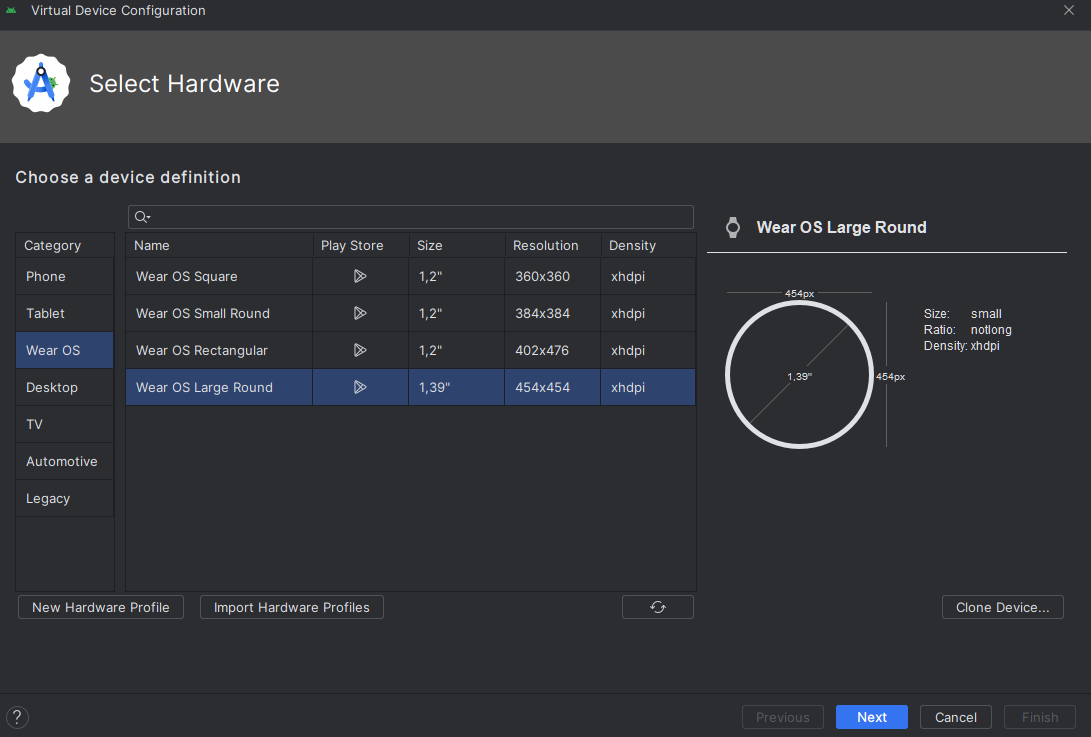 Virtual Device Configuration
Select Hardware
Choose a device definition
Category
Phone
Tablet
Wear OS
Desktop
TV
Automotive
Legacy
Name Play Store Size Resolution Density
Wear OS Square 1,2" 360x360 xhdpi
Wear OS Small Round 1,2" 384x384 xhdpi
Wear OS Rectangular 1,2" 402x476 xhdpi
Wear OS Large Round 1,39" 454x454 xhdpi
Wear OS Large Round
454px
1,39"
454px
Size: small
Ratio: notlong
Density: xhdpi
New Hardware Profile Import Hardware Profiles Clone Device...
? Previous Next Cancel Finish